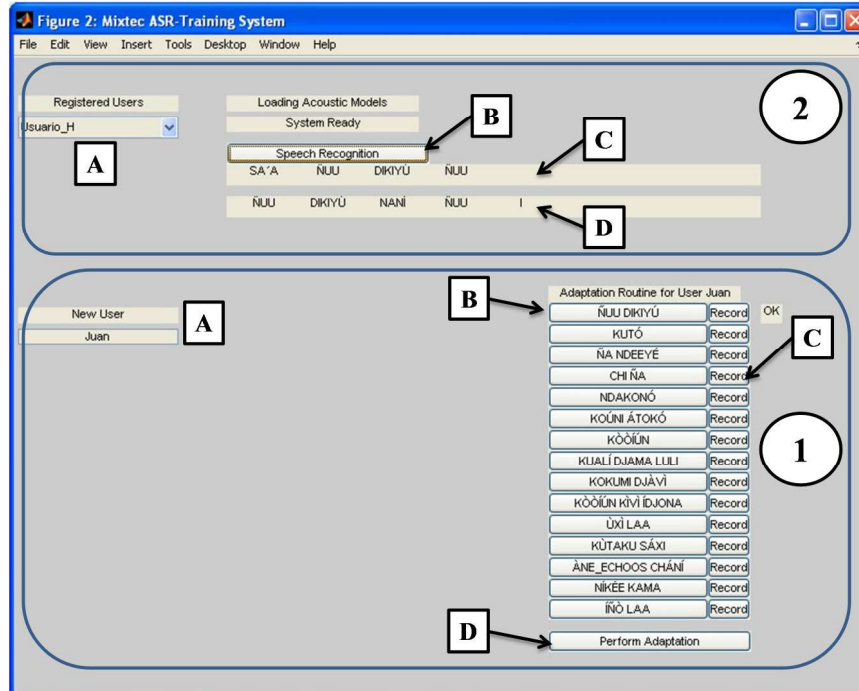 Figure 2: Mixtec ASR-Training System
File Edit View Insert Tools Desktop Window Help
Registered Users
Loading Acoustic Models
2
Usuario_H
System Ready
B
A
Speech Recognition
C
SA´A ÑUU DIKIYÙ ÑUU
ÑUU DIKIYÙ NANÍ ÑUU I
D
New User
A
Juan
Adaptation Routine for User Juan
B
ÑUU DIKIYÚ Record OK
KUTÓ Record
C
ÑA NDEEYÉ Record
CHI ÑA Record
NDAKONÓ Record
KOÚNI ÁTOKÓ Record
1
KÒÒÍÚN Record
KUALÍ DJAMA LULI Record
KOKUMI DJÀVÌ Record
KÒÒÍÚN KÌVÌ ÍDJONA Record
ÙXÌ LAA Record
KÙTAKU SÁXI Record
ÀNE_ECHOOS CHÁNÍ Record
NÍKÉE KAMA Record
ÍÑÒ LAA Record
D
Perform Adaptation